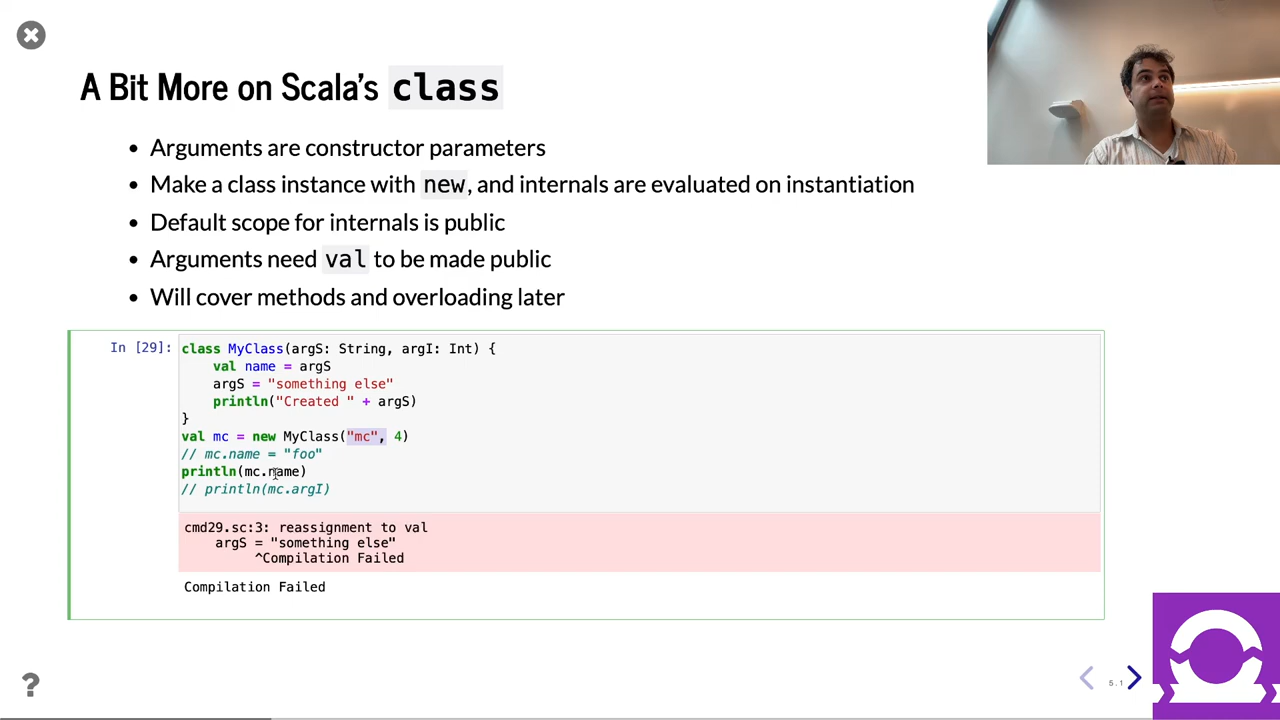 A Bit More on Scala's class
• Arguments are constructor parameters
• Make a class instance with new, and internals are evaluated on instantiation
• Default scope for internals is public
• Arguments need val to be made public
• Will cover methods and overloading later
In [29]: class MyClass(argS: String, argI: Int) {
    val name = argS
    argS = "something else"
    println("Created " + argS)
}
val mc = new MyClass("mc", 4)
// mc.name = "foo"
println(mc.name)
// println(mc.argI)
cmd29.sc:3: reassignment to val
    argS = "something else"
          ^Compilation Failed
Compilation Failed
?
5.1